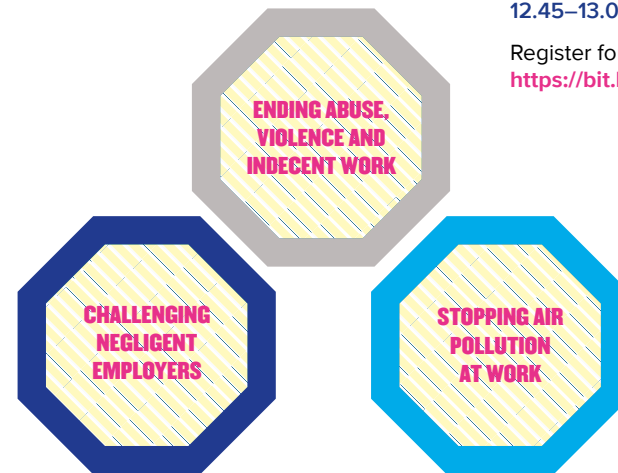 12.45–13.0
Register fo
https://bit.l
ENDING ABUSE,
VIOLENCE AND
INDECENT WORK
CHALLENGING
NEGLIGENT
EMPLOYERS
STOPPING AIR
POLLUTION
AT WORK